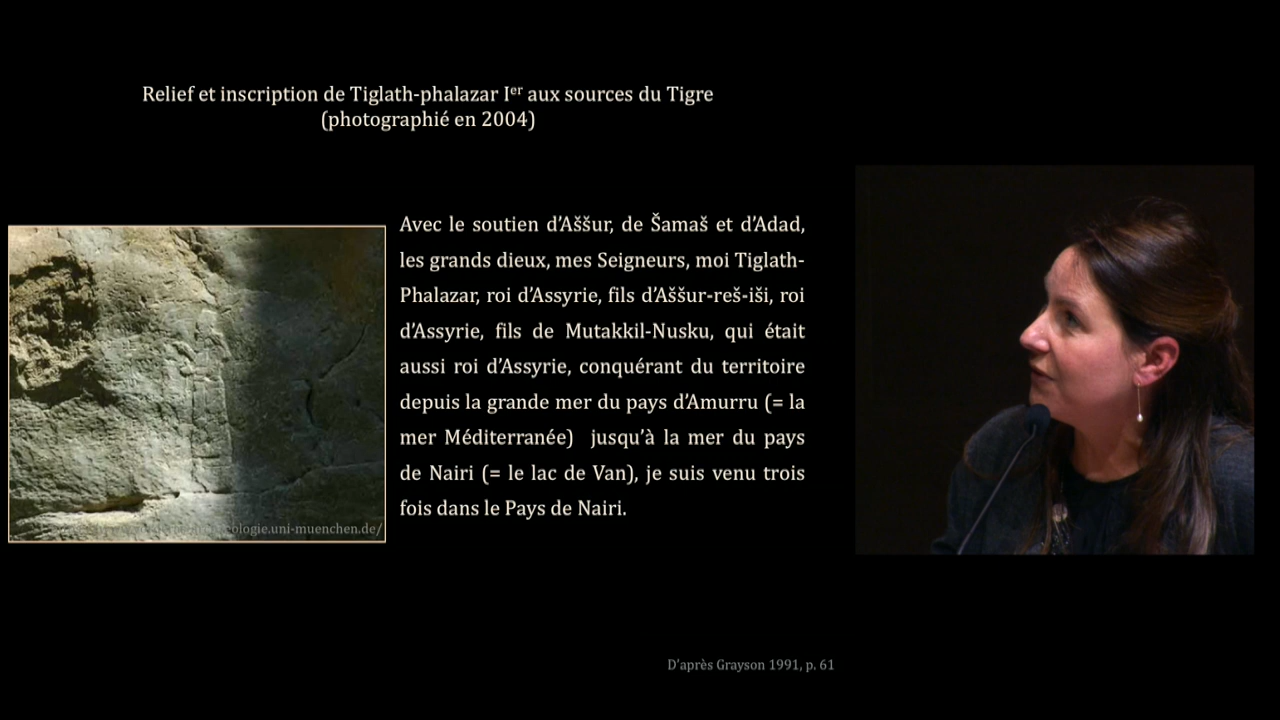 Relief et inscription de Tiglath-phalazar Iᵉʳ aux sources du Tigre
(photographié en 2004)
Avec le soutien d’Aššur, de Šamaš et d’Adad,
les grands dieux, mes Seigneurs, moi Tiglath-
Phalazar, roi d’Assyrie, fils d’Aššur-reš-iši, roi
d’Assyrie, fils de Mutakkil-Nusku, qui était
aussi roi d’Assyrie, conquérant du territoire
depuis la grande mer du pays d’Amurru (= la
mer Méditerranée) jusqu’à la mer du pays
de Nairi (= le lac de Van), je suis venu trois
fois dans le Pays de Nairi.
ologie.uni-muenchen.de/
D’après Grayson 1991, p. 61